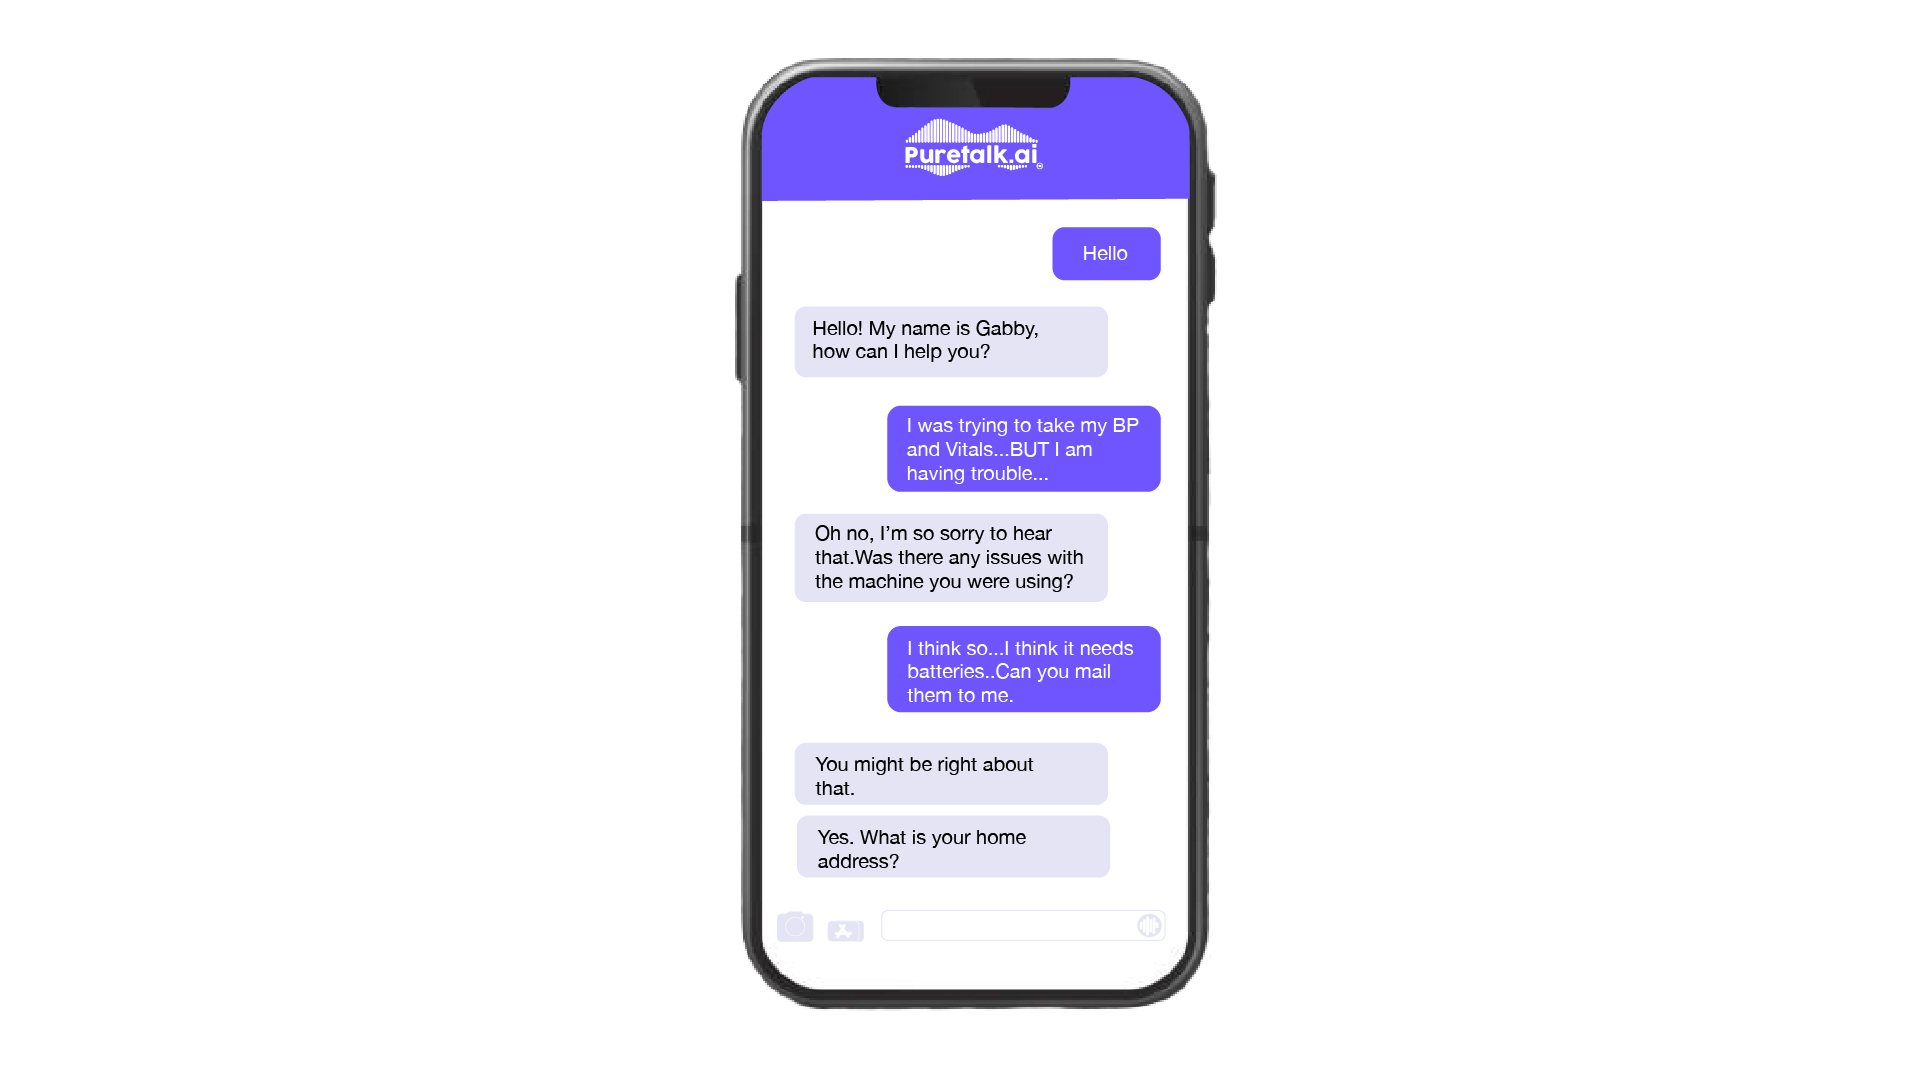 Puretalk.ai
Hello
Hello! My name is Gabby,
how can I help you?
I was trying to take my BP
and Vitals...BUT I am
having trouble...
Oh no, I’m so sorry to hear
that.Was there any issues with
the machine you were using?
I think so...I think it needs
batteries..Can you mail
them to me.
You might be right about
that.
Yes. What is your home
address?